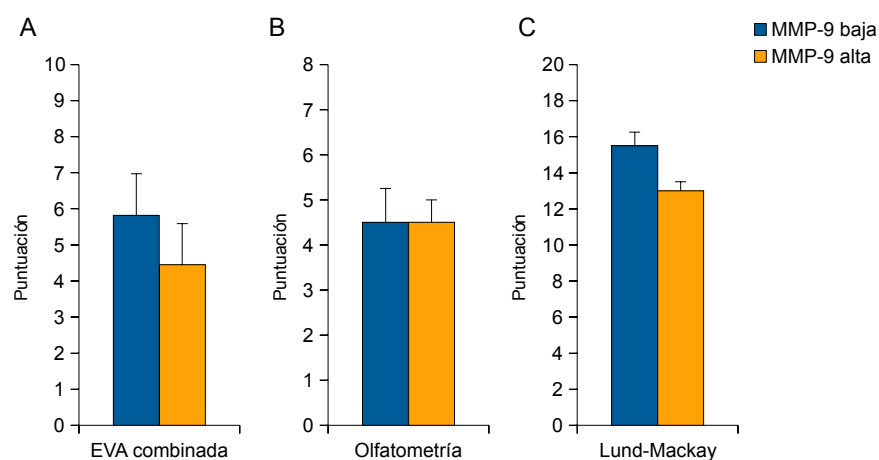 A
B
C
MMP-9 baja
MMP-9 alta
10
9
8
7
6
5
4
3
2
1
0
Puntuación
EVA combinada
8
7
6
5
4
3
2
1
0
Puntuación
Olfatometría
20
18
16
14
12
10
8
6
4
2
0
Puntuación
Lund-Mackay